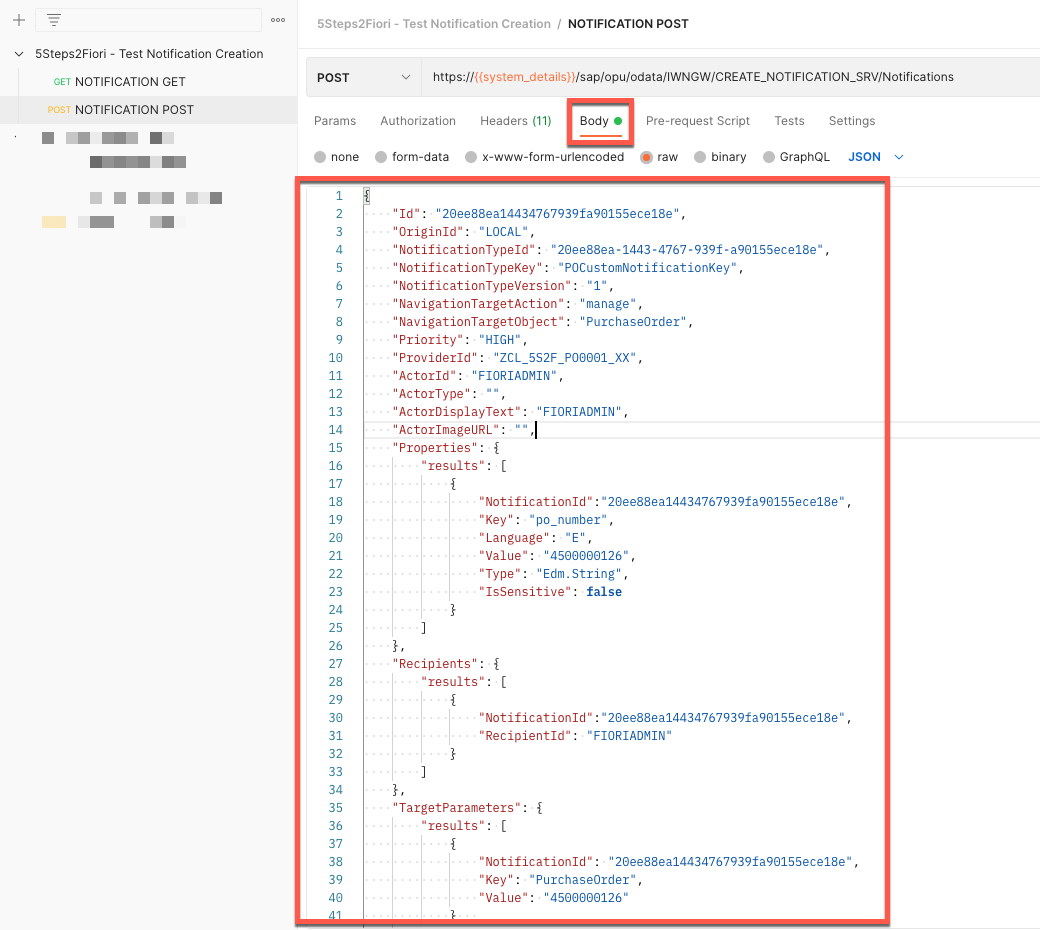 5Steps2Fiori - Test Notification Creation / NOTIFICATION POST
5Steps2Fiori - Test Notification Creation
GET NOTIFICATION GET
POST NOTIFICATION POST
POST
https://{{system_details}}/sap/opu/odata/IWNGW/CREATE_NOTIFICATION_SRV/Notifications
Params Authorization Headers (11) Body Pre-request Script Tests Settings
none form-data x-www-form-urlencoded raw binary GraphQL JSON
1 {
2 "Id": "20ee88ea14434767939fa90155ece18e",
3 "OriginId": "LOCAL",
4 "NotificationTypeId": "20ee88ea-1443-4767-939f-a90155ece18e",
5 "NotificationTypeKey": "POCustomNotificationKey",
6 "NotificationTypeVersion": "1",
7 "NavigationTargetAction": "manage",
8 "NavigationTargetObject": "PurchaseOrder",
9 "Priority": "HIGH",
10 "ProviderId": "ZCL_5S2F_PO0001_XX",
11 "ActorId": "FIORIADMIN",
12 "ActorType": "",
13 "ActorDisplayText": "FIORIADMIN",
14 "ActorImageURL": "",
15 "Properties": {
16 "results": [
17 {
18 "NotificationId":"20ee88ea14434767939fa90155ece18e",
19 "Key": "po_number",
20 "Language": "E",
21 "Value": "4500000126",
22 "Type": "Edm.String",
23 "IsSensitive": false
24 }
25 ]
26 },
27 "Recipients": {
28 "results": [
29 {
30 "NotificationId":"20ee88ea14434767939fa90155ece18e",
31 "RecipientId": "FIORIADMIN"
32 }
33 ]
34 },
35 "TargetParameters": {
36 "results": [
37 {
38 "NotificationId": "20ee88ea14434767939fa90155ece18e",
39 "Key": "PurchaseOrder",
40 "Value": "4500000126"
41 }